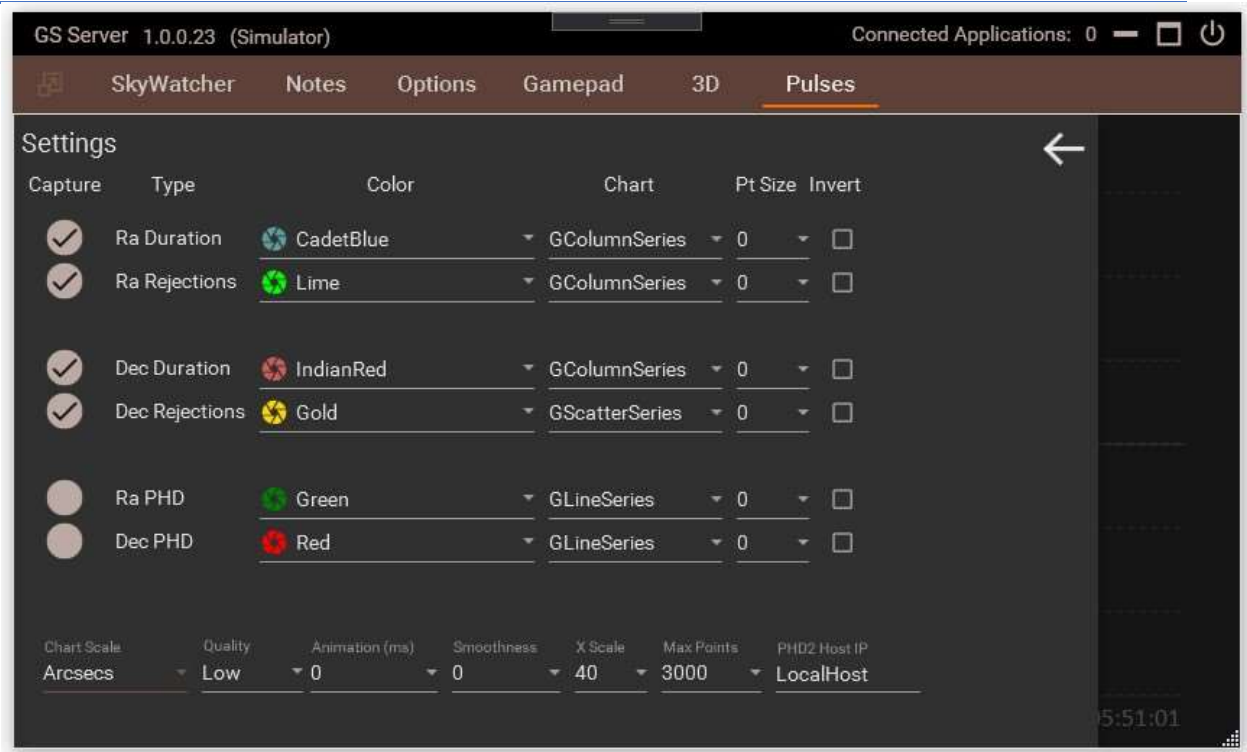 GS Server 1.0.0.23 (Simulator) Connected Applications: 0
SkyWatcher Notes Options Gamepad 3D Pulses
Settings
Capture Type Color Chart Pt Size Invert
Ra Duration CadetBlue GColumnSeries 0
Ra Rejections Lime GColumnSeries 0
Dec Duration IndianRed GColumnSeries 0
Dec Rejections Gold GScatterSeries 0
Ra PHD Green GLineSeries 0
Dec PHD Red GLineSeries 0
Chart Scale Quality Animation (ms) Smoothness X Scale Max Points PHD2 Host IP
Arcsecs Low 0 0 40 3000 LocalHost
5:51:01